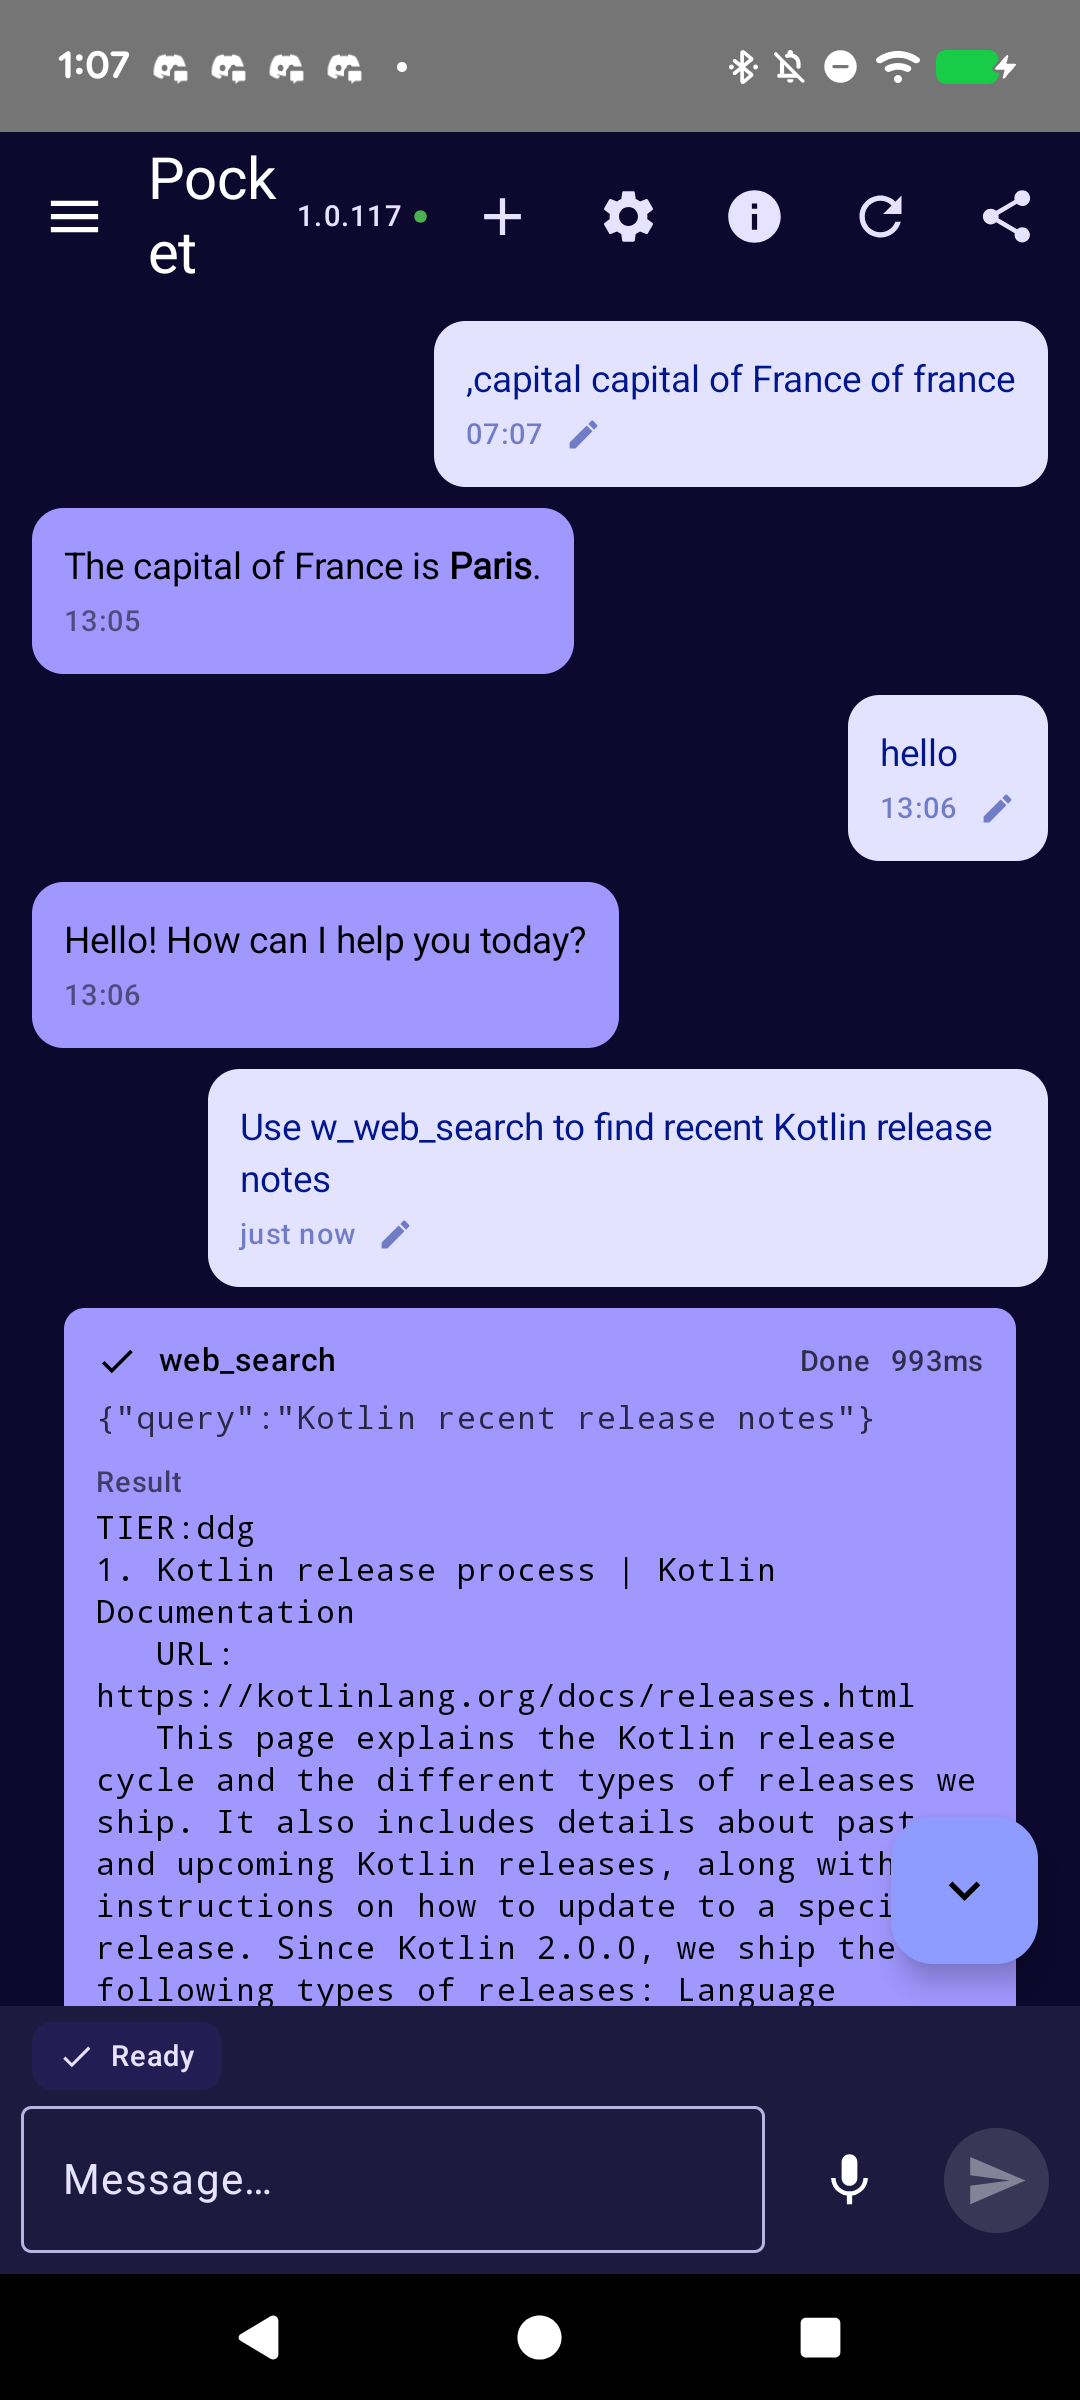 1:07
Pock
et
1.0.117
,capital capital of France of france
07:07
The capital of France is Paris.
13:05
hello
13:06
Hello! How can I help you today?
13:06
Use w_web_search to find recent Kotlin release
notes
just now
web_search Done 993ms
{"query":"Kotlin recent release notes"}
Result
TIER:ddg
1. Kotlin release process | Kotlin
Documentation
URL:
https://kotlinlang.org/docs/releases.html
This page explains the Kotlin release
cycle and the different types of releases we
ship. It also includes details about past
and upcoming Kotlin releases, along with
instructions on how to update to a speci
release. Since Kotlin 2.0.0, we ship the
following types of releases: Language
Ready
Message…